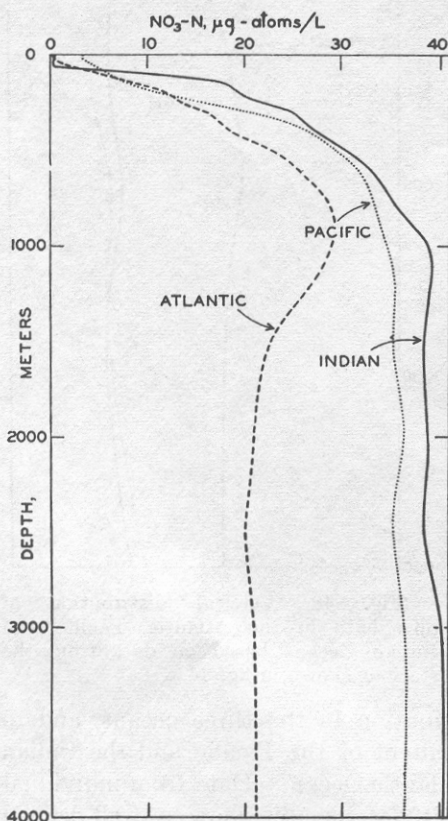 NO₃-N, μg-atoms/L
0 10 20 30 40
0
1000
2000
3000
4000
DEPTH, METERS
PACIFIC
ATLANTIC
INDIAN